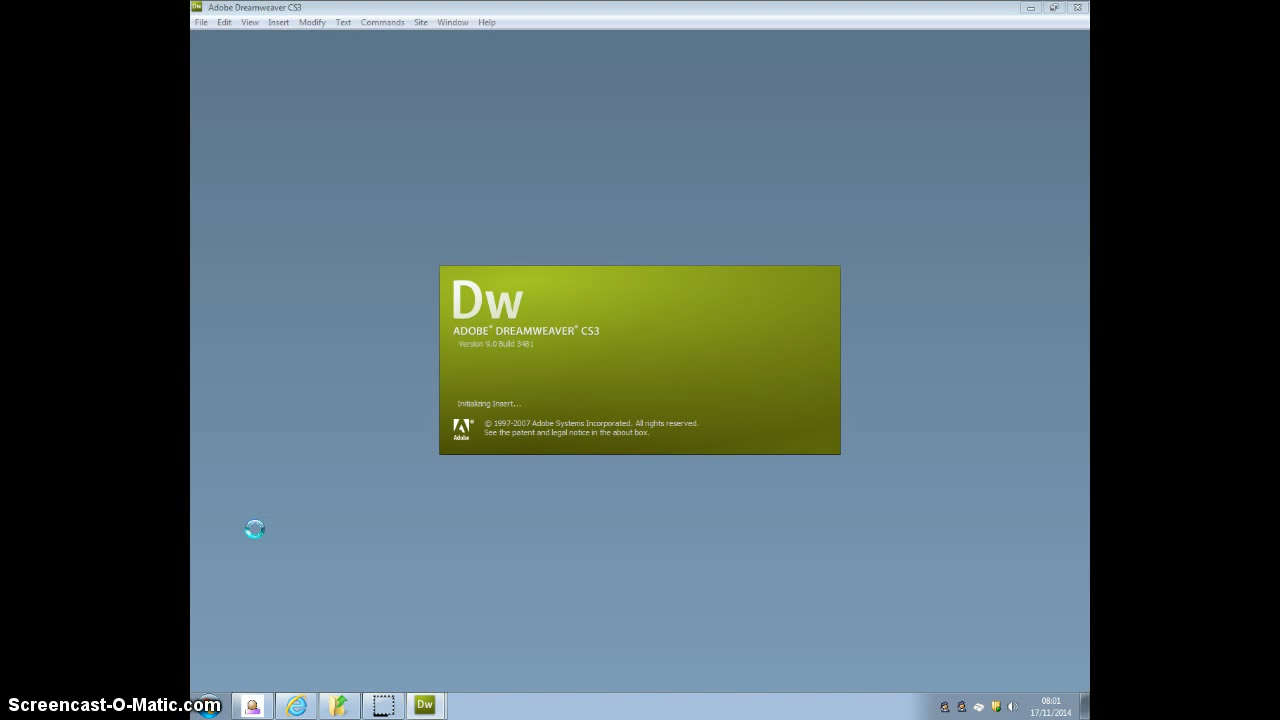 Dw Adobe Dreamweaver CS3
File Edit View Insert Modify Text Commands Site Window Help
Dw
ADOBE® DREAMWEAVER® CS3
Version 9.0 Build 3481
Initializing Insert...
© 1997-2007 Adobe Systems Incorporated. All rights reserved.
See the patent and legal notice in the about box.
Adobe
Dw
08:01
17/11/2014
Screencast-O-Matic.com